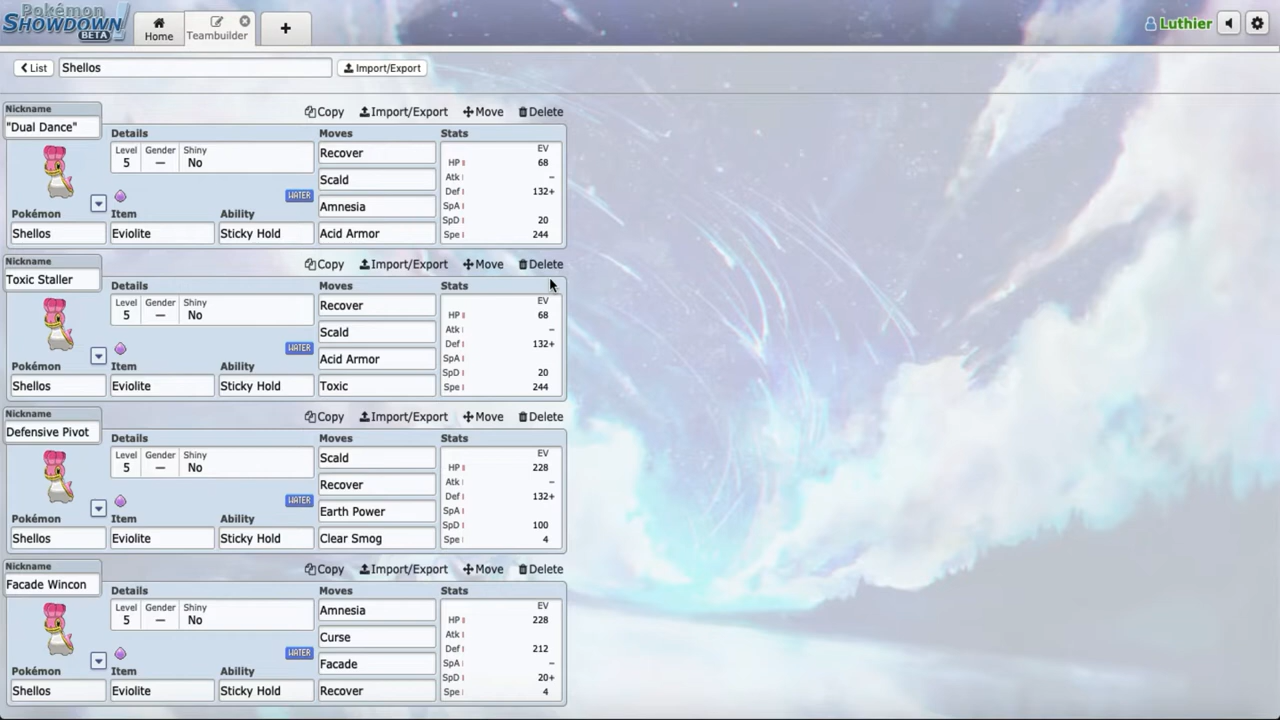 Pokémon
SHOWDOWN!
BETA
Home
Teambuilder
+
Luthier
List
Shellos
Import/Export
Nickname
"Dual Dance"
Copy Import/Export Move Delete
Details Moves Stats
Level Gender Shiny
5 — No
Recover
Scald
Amnesia
Acid Armor
EV
HP 68
Atk –
Def 132+
SpA
SpD 20
Spe 244
WATER
Pokémon Item Ability
Shellos Eviolite Sticky Hold
Nickname
Toxic Staller
Copy Import/Export Move Delete
Details Moves Stats
Level Gender Shiny
5 — No
Recover
Scald
Acid Armor
Toxic
EV
HP 68
Atk –
Def 132+
SpA
SpD 20
Spe 244
WATER
Pokémon Item Ability
Shellos Eviolite Sticky Hold
Nickname
Defensive Pivot
Copy Import/Export Move Delete
Details Moves Stats
Level Gender Shiny
5 — No
Scald
Recover
Earth Power
Clear Smog
EV
HP 228
Atk –
Def 132+
SpA
SpD 100
Spe 4
WATER
Pokémon Item Ability
Shellos Eviolite Sticky Hold
Nickname
Facade Wincon
Copy Import/Export Move Delete
Details Moves Stats
Level Gender Shiny
5 — No
Amnesia
Curse
Facade
Recover
EV
HP 228
Atk
Def 212
SpA –
SpD 20+
Spe 4
WATER
Pokémon Item Ability
Shellos Eviolite Sticky Hold